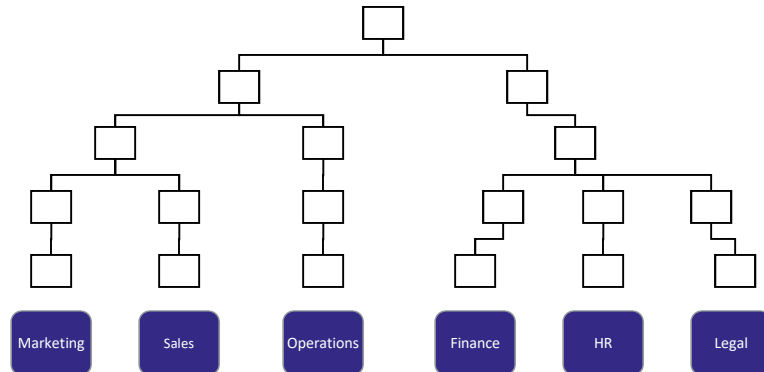 Marketing
Sales
Operations
Finance
HR
Legal